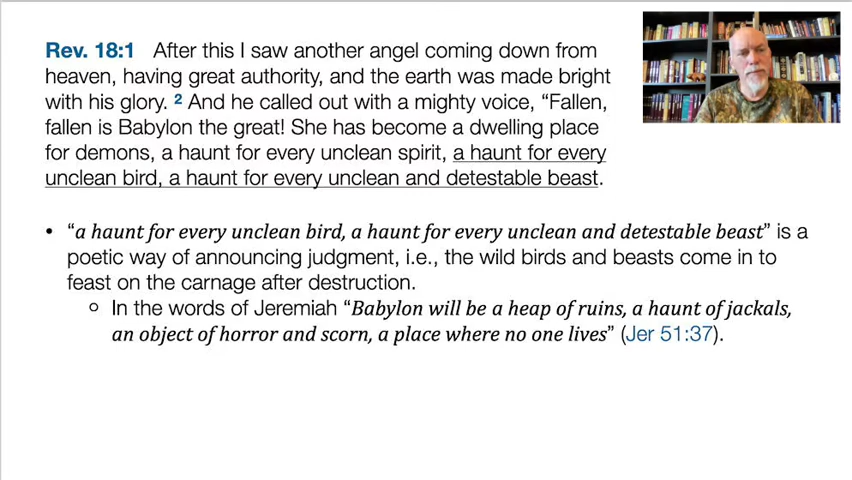 Rev. 18:1 After this I saw another angel coming down from
heaven, having great authority, and the earth was made bright
with his glory. 2 And he called out with a mighty voice, “Fallen,
fallen is Babylon the great! She has become a dwelling place
for demons, a haunt for every unclean spirit, a haunt for every
unclean bird, a haunt for every unclean and detestable beast.
• “a haunt for every unclean bird, a haunt for every unclean and detestable beast” is a
poetic way of announcing judgment, i.e., the wild birds and beasts come in to
feast on the carnage after destruction.
o In the words of Jeremiah “Babylon will be a heap of ruins, a haunt of jackals,
an object of horror and scorn, a place where no one lives” (Jer 51:37).